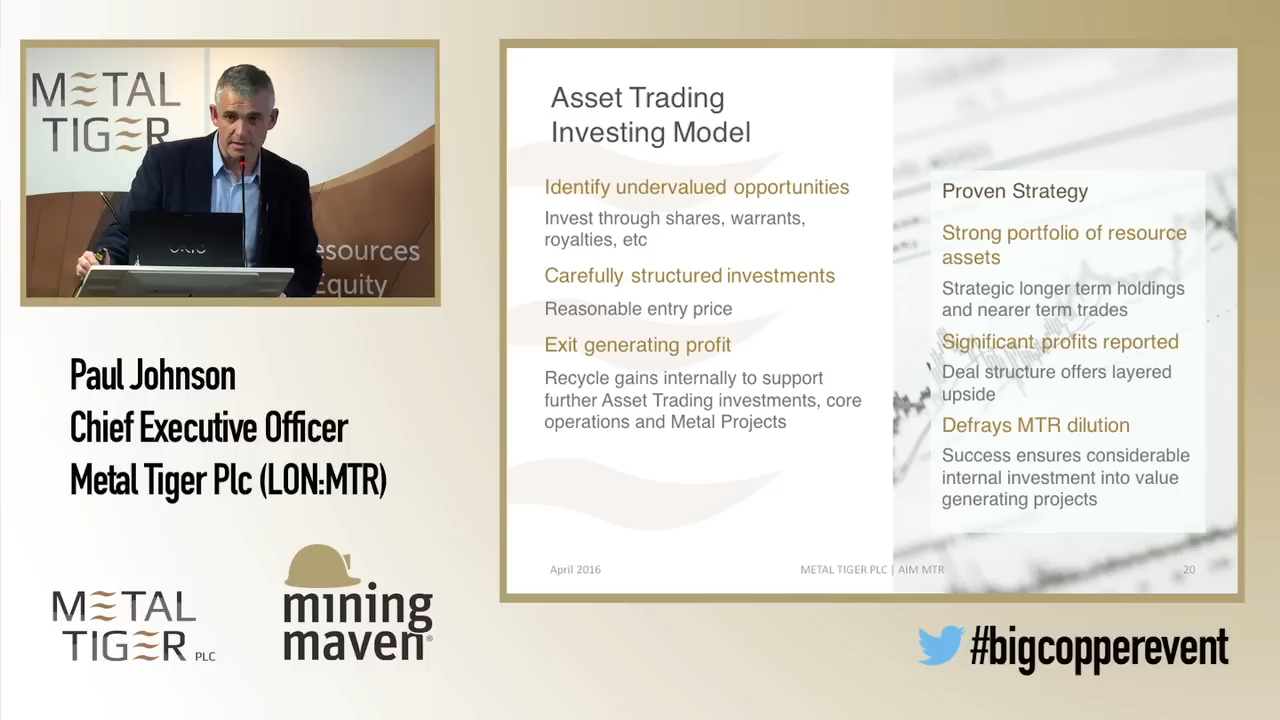 METAL
TIGER
VAIO
esources
Equity
Paul Johnson
Chief Executive Officer
Metal Tiger Plc (LON:MTR)
METAL
TIGER PLC
mining
maven®
Asset Trading
Investing Model
Identify undervalued opportunities
Invest through shares, warrants,
royalties, etc
Carefully structured investments
Reasonable entry price
Exit generating profit
Recycle gains internally to support
further Asset Trading investments, core
operations and Metal Projects
Proven Strategy
Strong portfolio of resource
assets
Strategic longer term holdings
and nearer term trades
Significant profits reported
Deal structure offers layered
upside
Defrays MTR dilution
Success ensures considerable
internal investment into value
generating projects
April 2016
METAL TIGER PLC | AIM MTR
20
#bigcopperevent